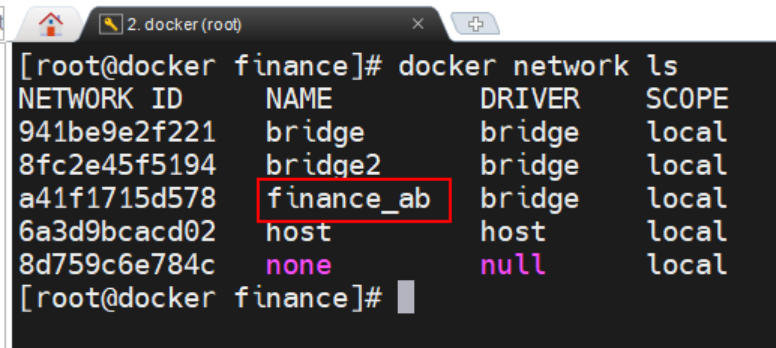 2. docker (root)
[root@docker finance]# docker network ls
NETWORK ID NAME DRIVER SCOPE
941be9e2f221 bridge bridge local
8fc2e45f5194 bridge2 bridge local
a41f1715d578 finance_ab bridge local
6a3d9bcacd02 host host local
8d759c6e784c none null local
[root@docker finance]#